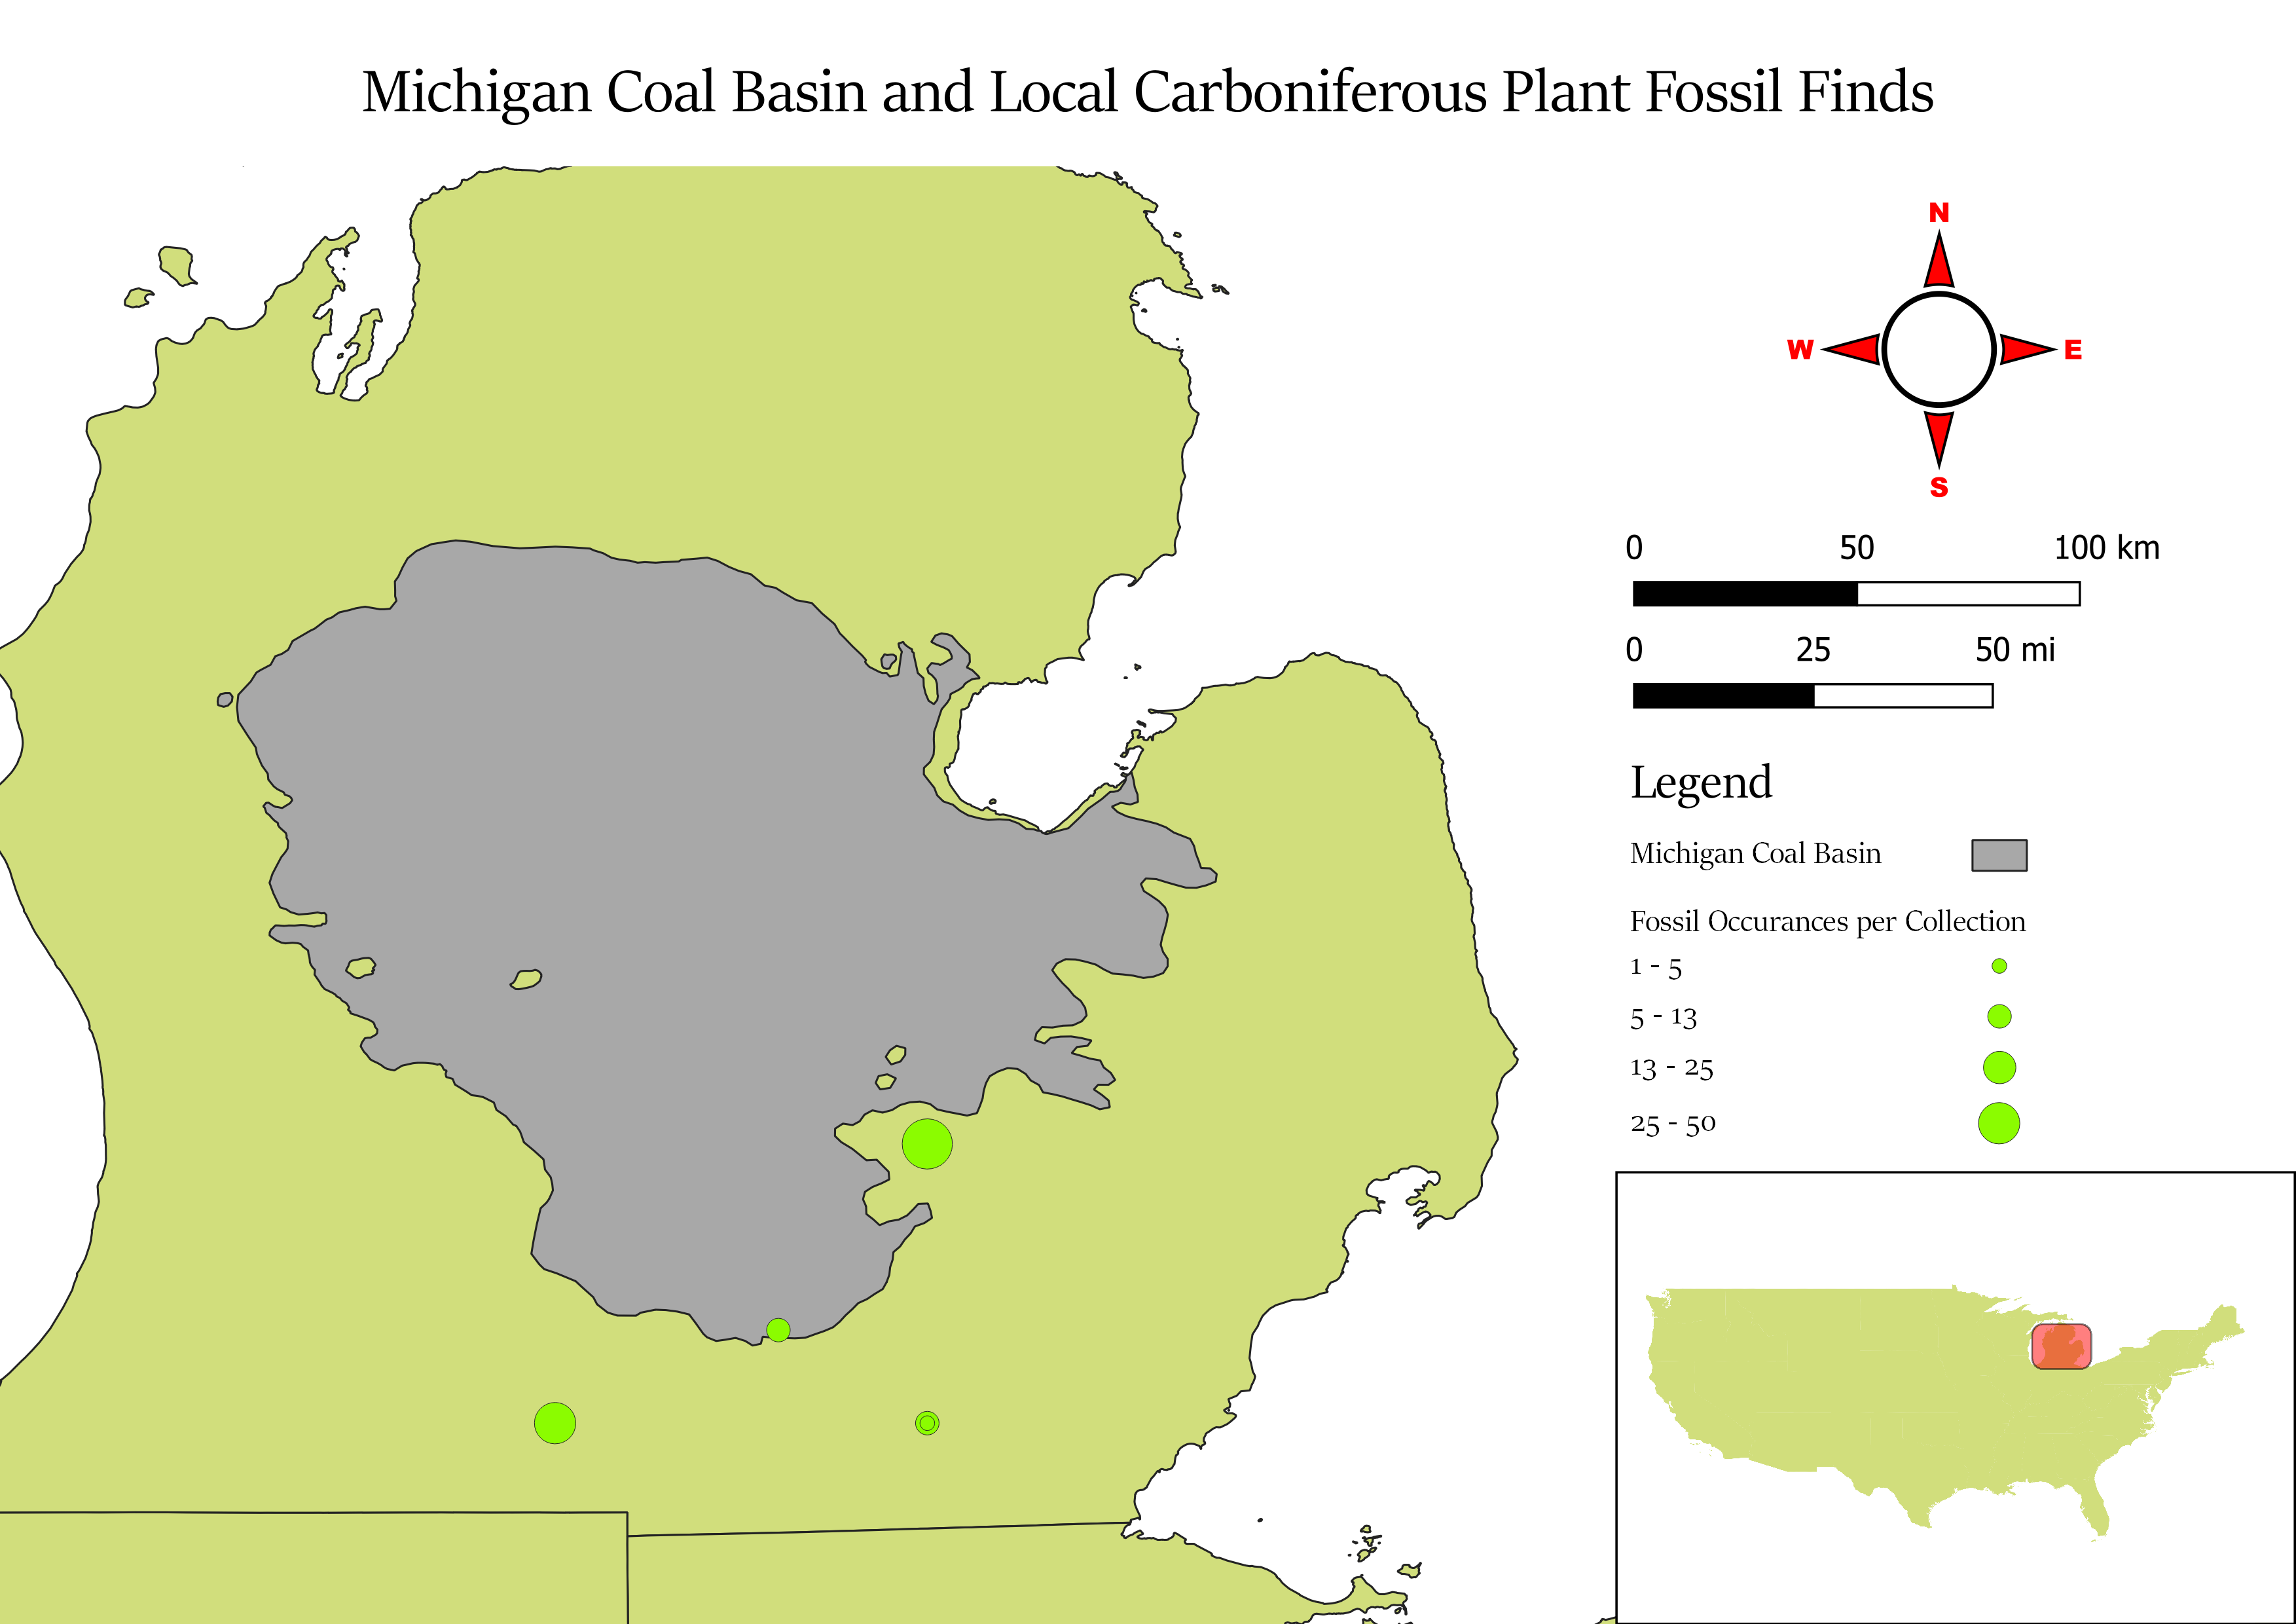 Michigan Coal Basin and Local Carboniferous Plant Fossil Finds
N
W E
S
0 50 100 km
0 25 50 mi
Legend
Michigan Coal Basin
Fossil Occurances per Collection
1 - 5
5 - 13
13 - 25
25 - 50